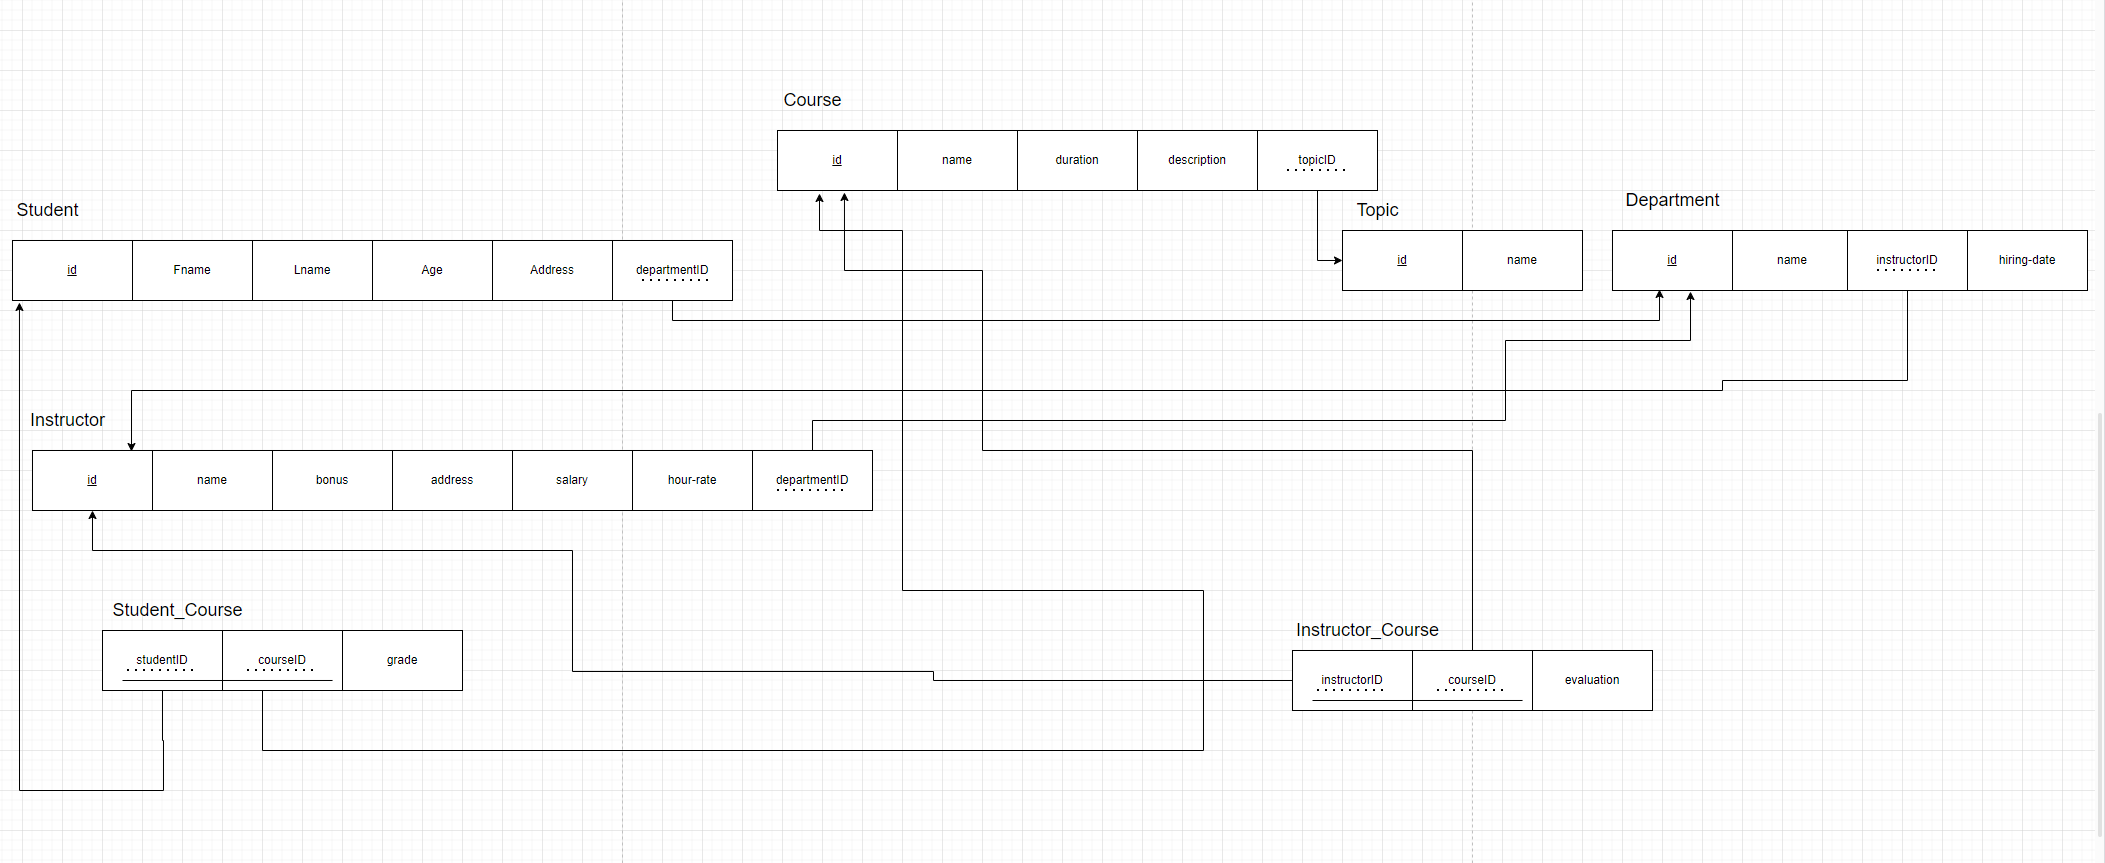 Course
id name duration description topicID
Student
id Fname Lname Age Address departmentID
Topic
id name
Department
id name instructorID hiring-date
Instructor
id name bonus address salary hour-rate departmentID
Student_Course
studentID courseID grade
Instructor_Course
instructorID courseID evaluation